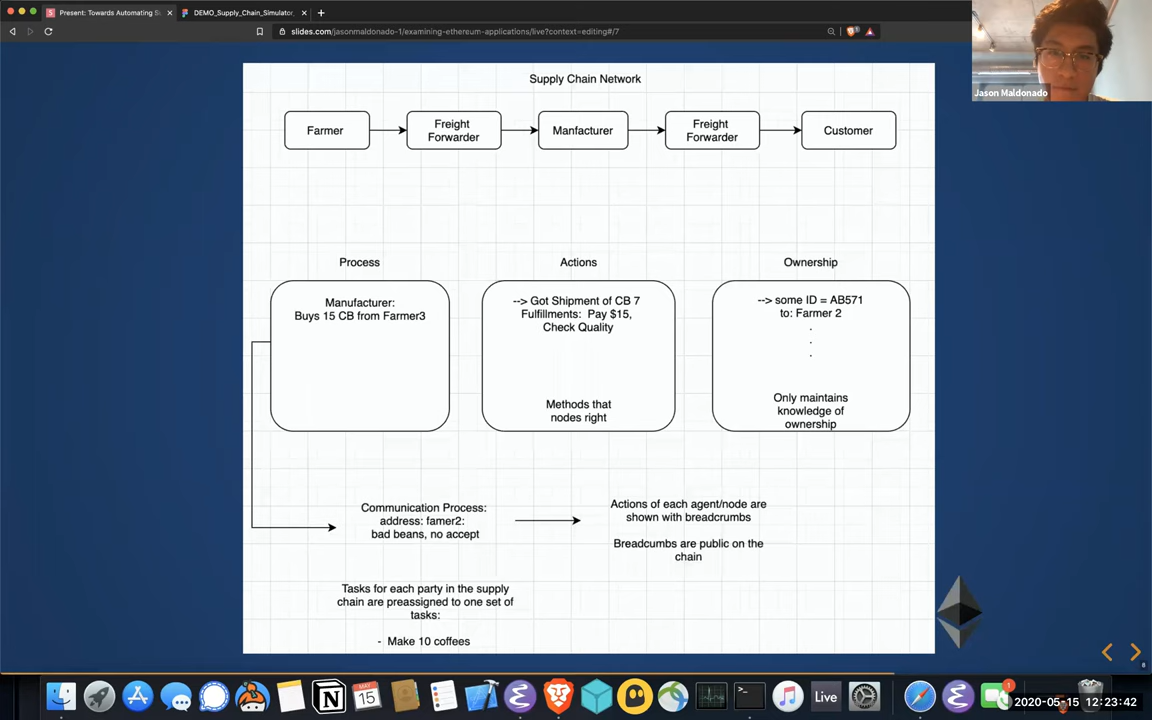 Present: Towards Automating S
DEMO_Supply_Chain_Simulator
slides.com/jasonmaldonado-1/examining-ethereum-applications/live?context=editing#/7
Jason Maldonado
Supply Chain Network
Farmer
Freight
Forwarder
Manfacturer
Freight
Forwarder
Customer
Process
Actions
Ownership
Manufacturer:
Buys 15 CB from Farmer3
--> Got Shipment of CB 7
Fulfillments: Pay $15,
Check Quality
Methods that
nodes right
--> some ID = AB571
to: Farmer 2
.
.
.
Only maintains
knowledge of
ownership
Communication Process:
address: famer2:
bad beans, no accept
Actions of each agent/node are
shown with breadcrumbs
Breadcumbs are public on the
chain
Tasks for each party in the supply
chain are preassigned to one set of
tasks:
- Make 10 coffees
8
MAY
15
Live
1
2020-05-15 12:23:42